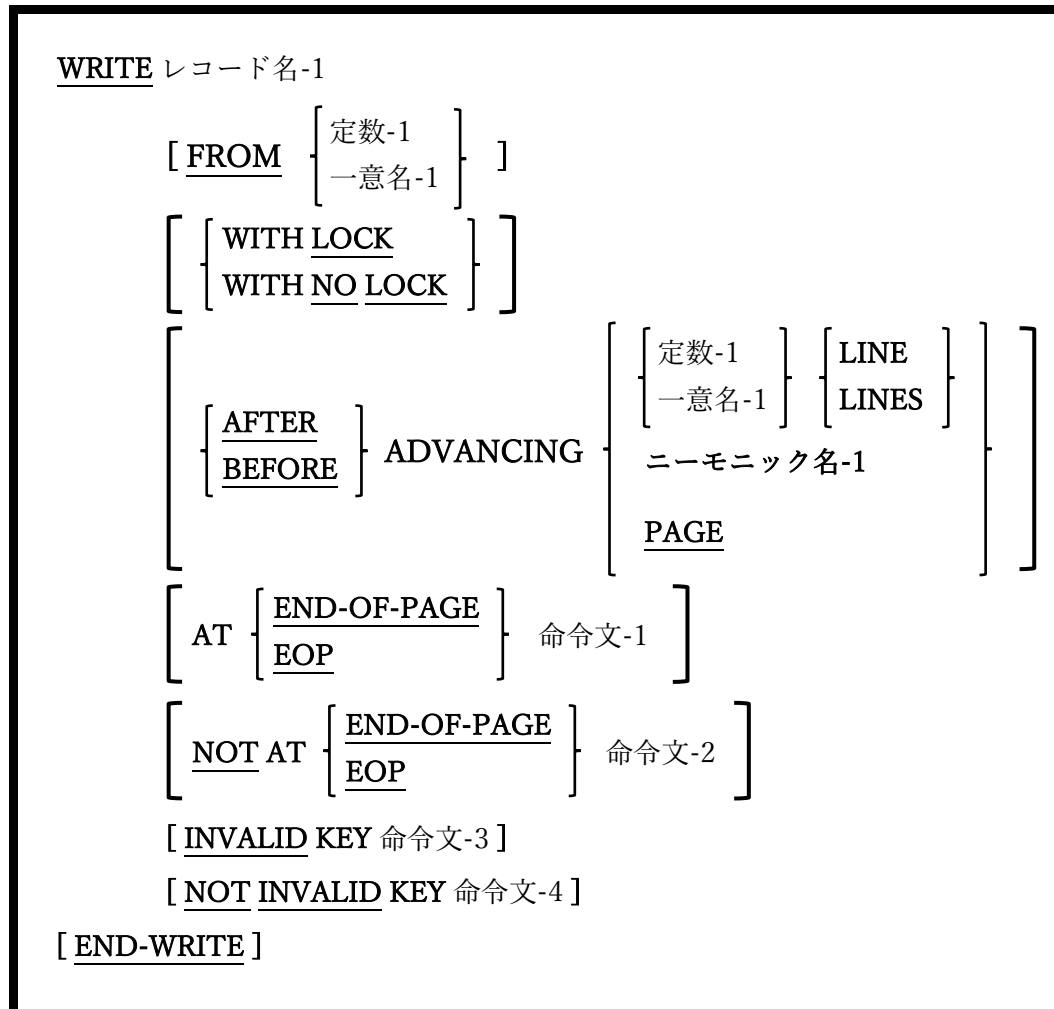 WRITE レコード名-1
[ FROM { 定数-1
一意名-1 } ]
[ { WITH LOCK
WITH NO LOCK } ]
[ { AFTER
BEFORE } ADVANCING { { 定数-1
一意名-1 } { LINE
LINES }
ニーモニック名-1
PAGE } ]
[ AT { END-OF-PAGE
EOP } 命令文-1 ]
[ NOT AT { END-OF-PAGE
EOP } 命令文-2 ]
[ INVALID KEY 命令文-3 ]
[ NOT INVALID KEY 命令文-4 ]
[ END-WRITE ]